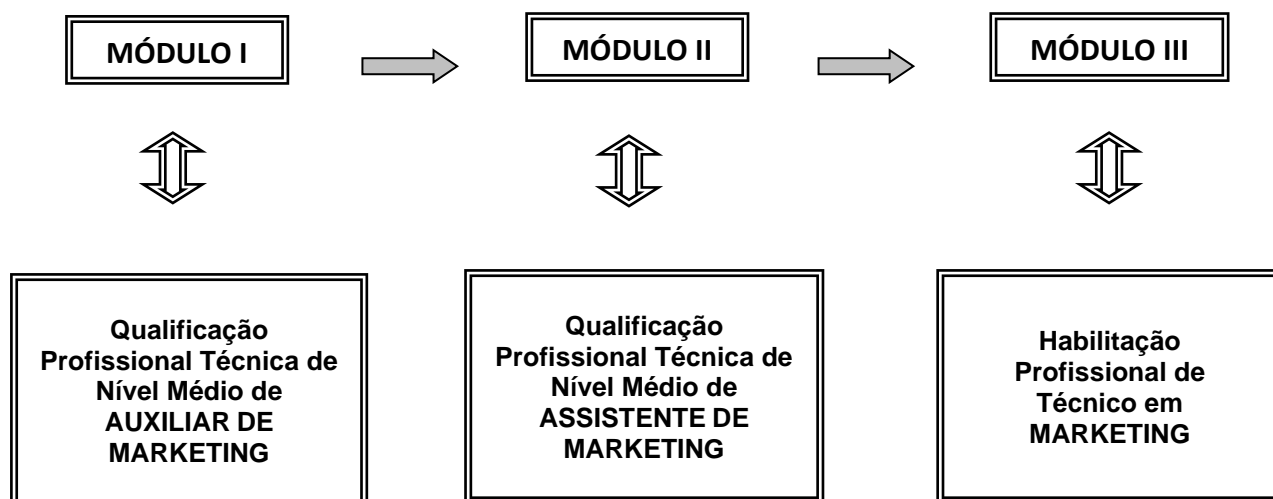 MÓDULO I
MÓDULO II
MÓDULO III
Qualificação
Profissional Técnica de
Nível Médio de
AUXILIAR DE
MARKETING
Qualificação
Profissional Técnica de
Nível Médio de
ASSISTENTE DE
MARKETING
Habilitação
Profissional de
Técnico em
MARKETING